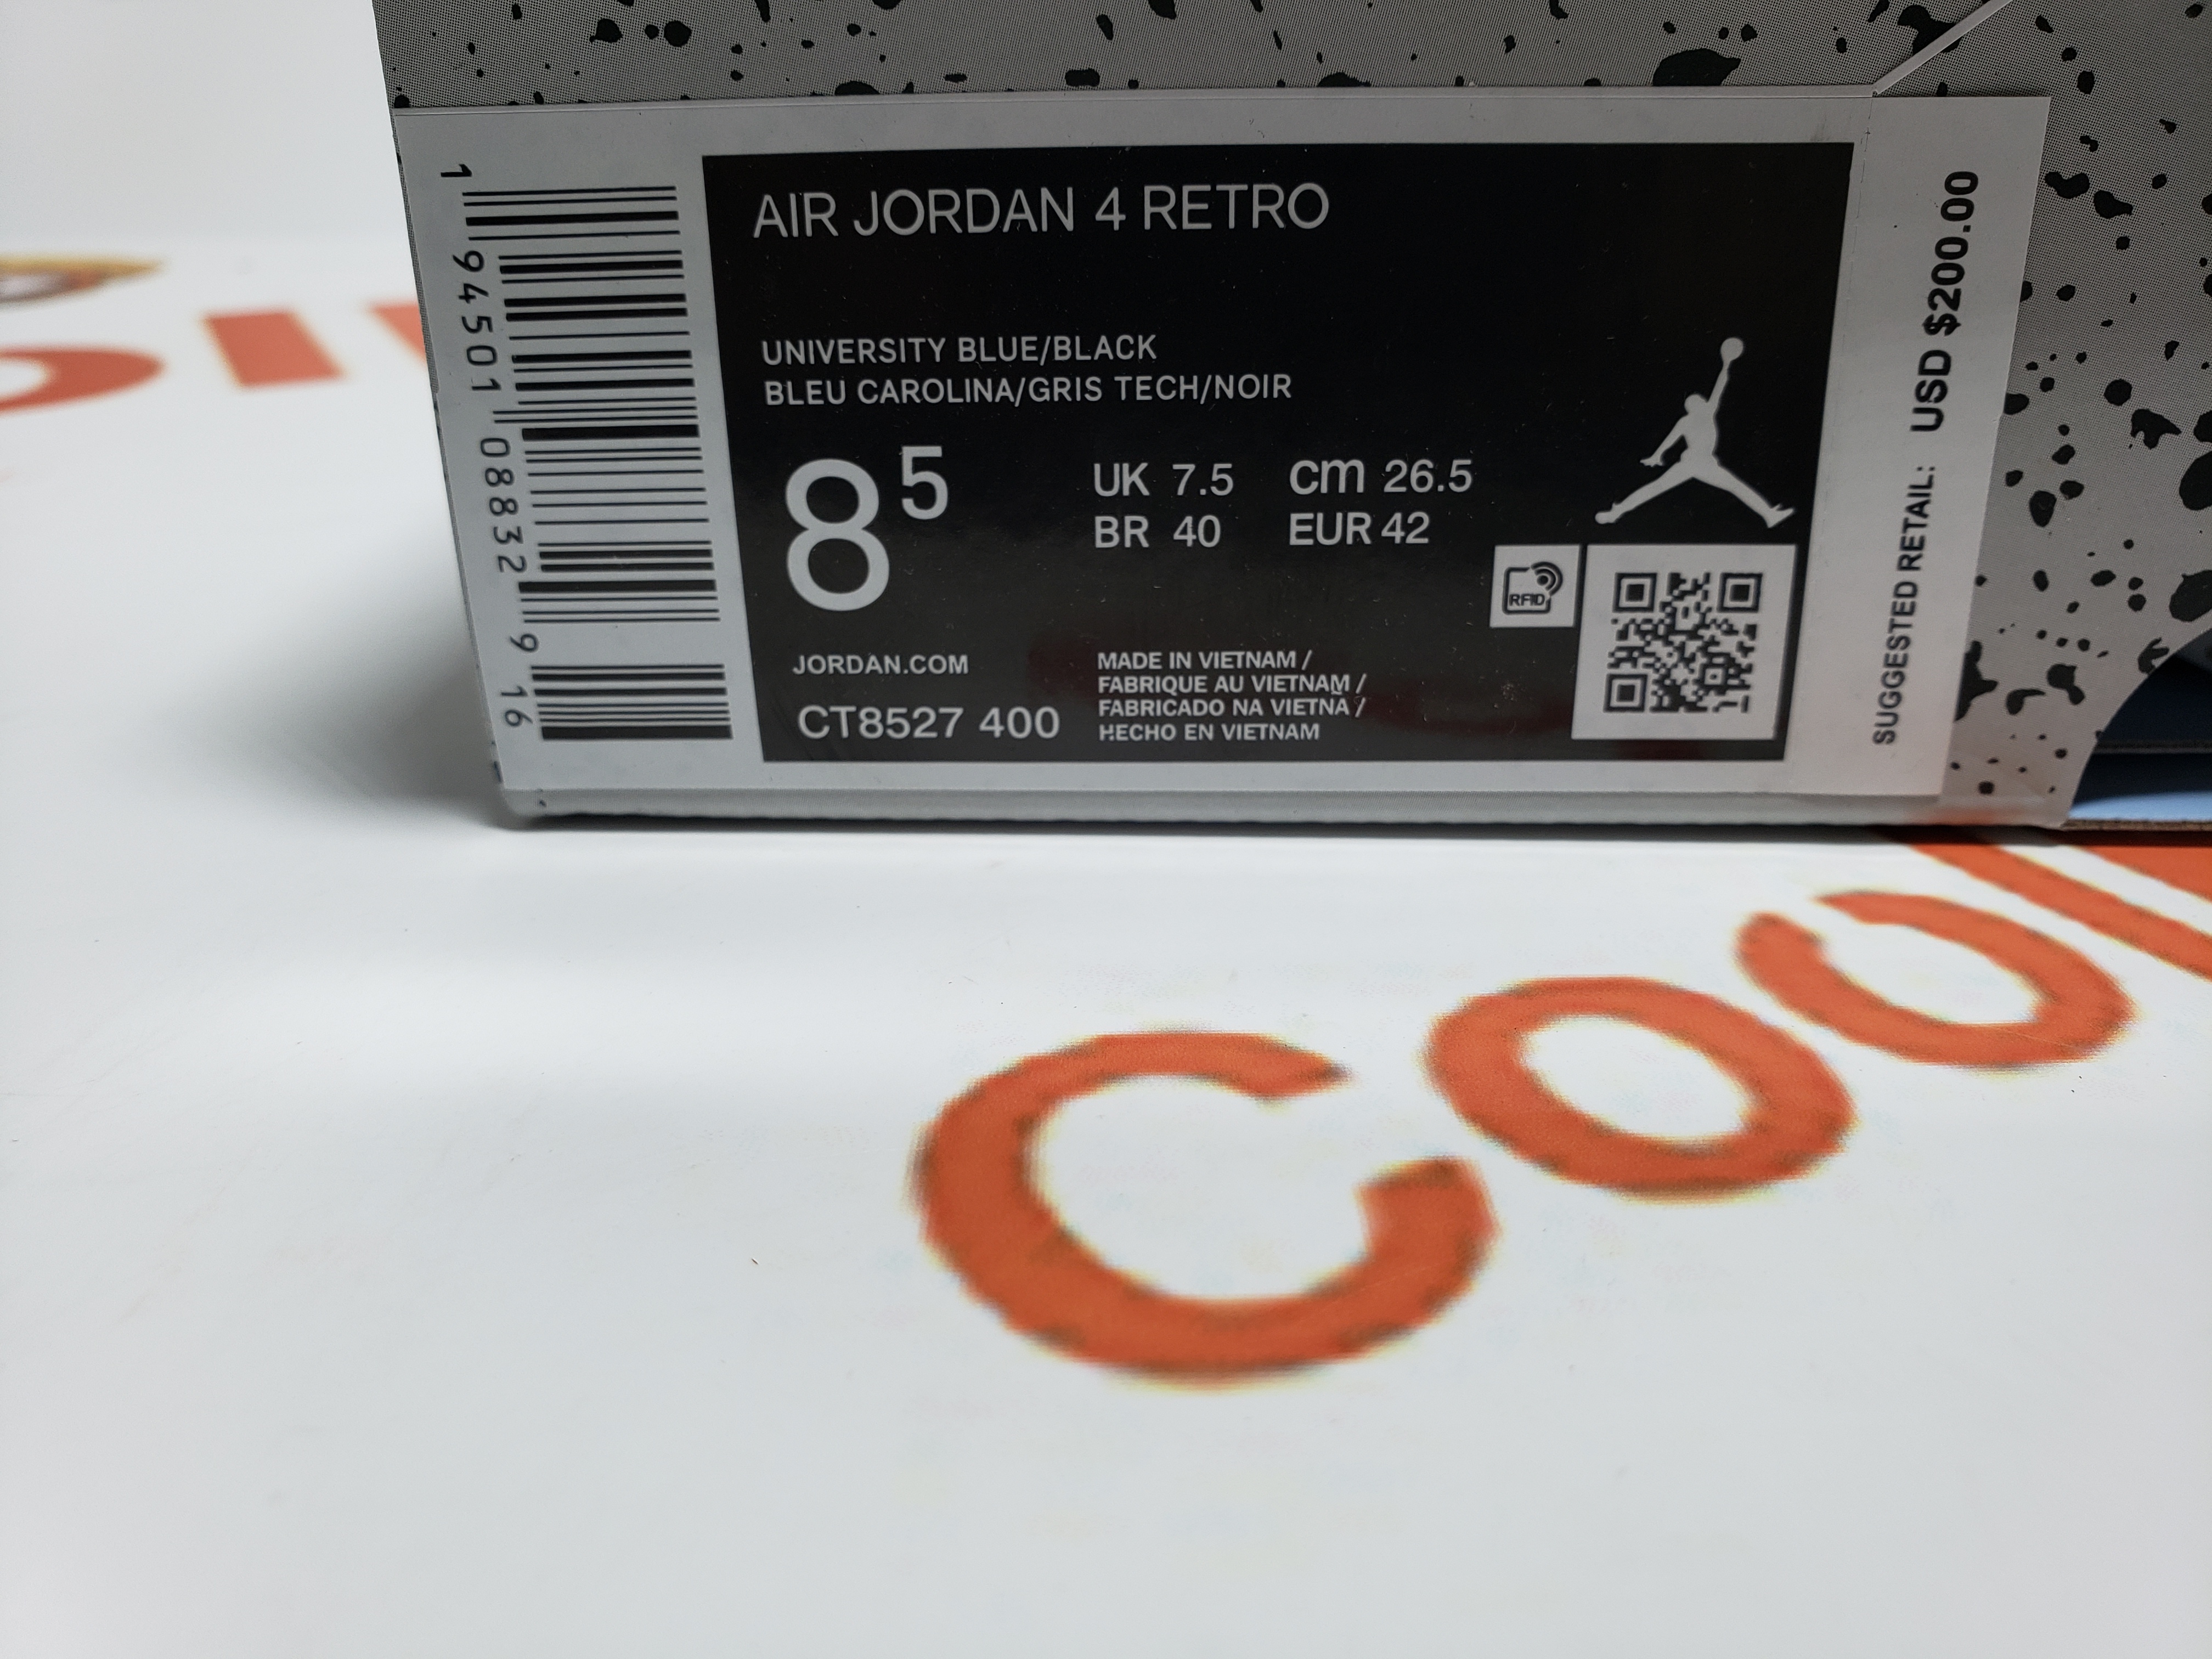 AIR JORDAN 4 RETRO
UNIVERSITY BLUE/BLACK
BLEU CAROLINA/GRIS TECH/NOIR
8 5
UK 7.5 cm 26.5
BR 40 EUR 42
RFID
JORDAN.COM
CT8527 400
MADE IN VIETNAM /
FABRIQUE AU VIETNAM /
FABRICADO NA VIETNÃ /
HECHO EN VIETNAM
1 94501 08832 9 16
SUGGESTED RETAIL: USD $200.00